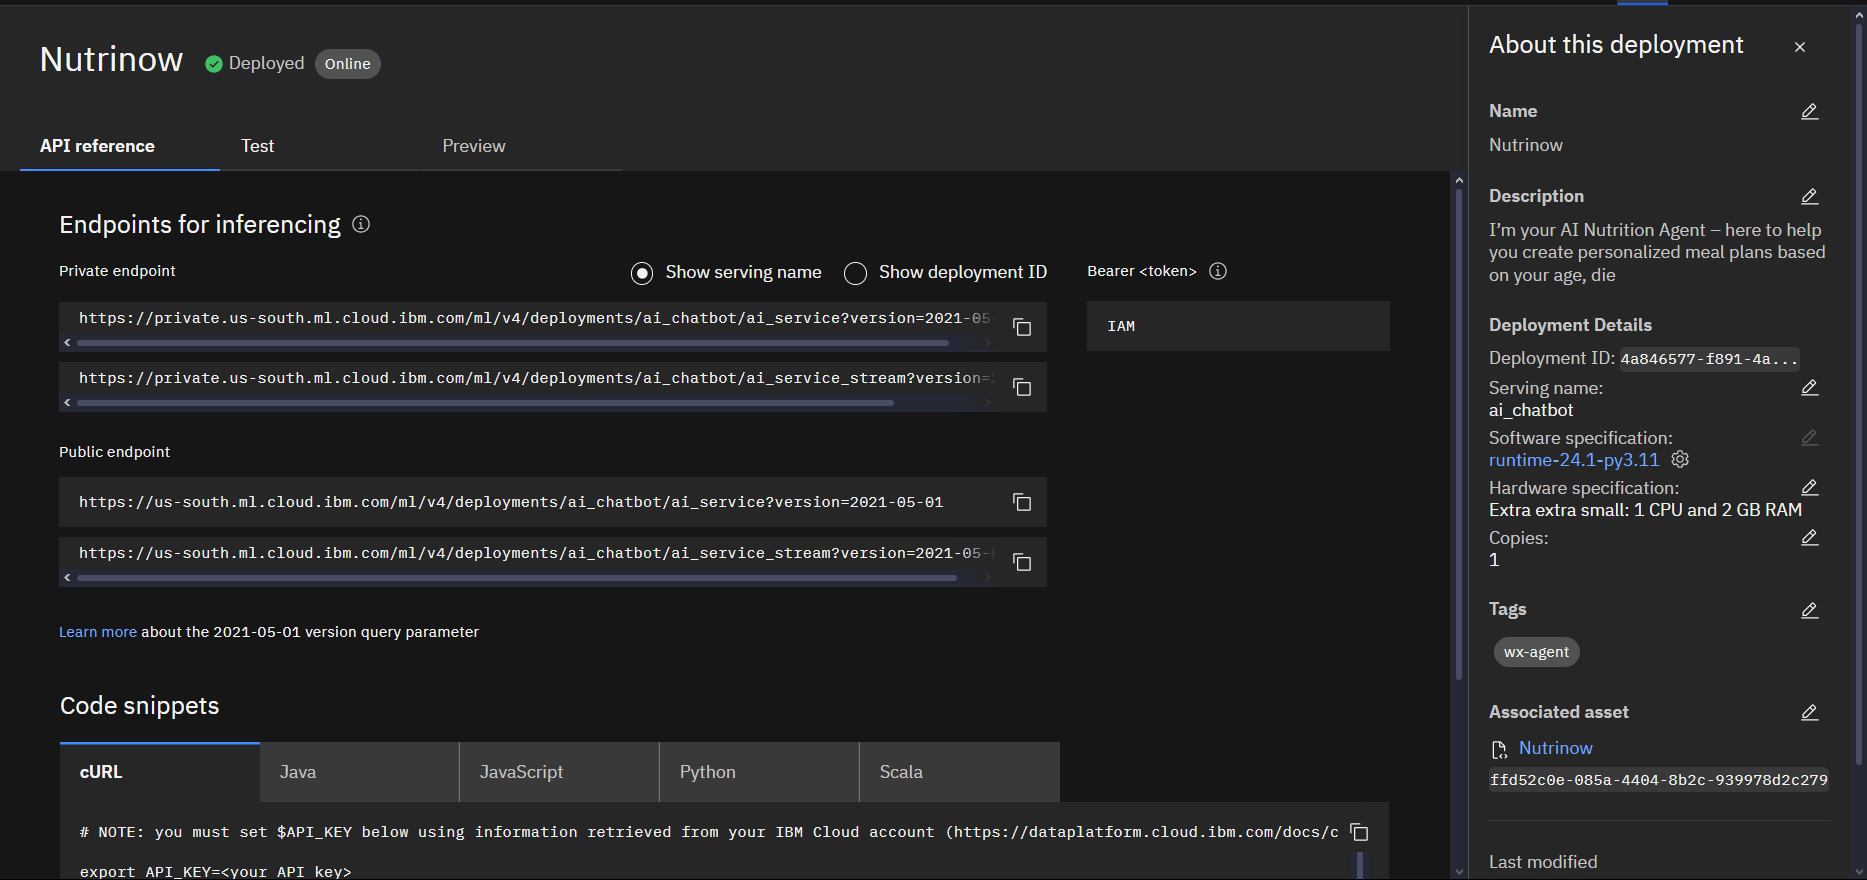 Nutrinow
Deployed
Online
API reference
Test
Preview
Endpoints for inferencing
Private endpoint
Show serving name
Show deployment ID
Bearer <token>
https://private.us-south.ml.cloud.ibm.com/ml/v4/deployments/ai_chatbot/ai_service?version=2021-05-
IAM
https://private.us-south.ml.cloud.ibm.com/ml/v4/deployments/ai_chatbot/ai_service_stream?version=
Public endpoint
https://us-south.ml.cloud.ibm.com/ml/v4/deployments/ai_chatbot/ai_service?version=2021-05-01
https://us-south.ml.cloud.ibm.com/ml/v4/deployments/ai_chatbot/ai_service_stream?version=2021-05-
Learn more about the 2021-05-01 version query parameter
Code snippets
cURL
Java
JavaScript
Python
Scala
# NOTE: you must set $API_KEY below using information retrieved from your IBM Cloud account (https://dataplatform.cloud.ibm.com/docs/c
export API_KEY=<your API key>
About this deployment
Name
Nutrinow
Description
I’m your AI Nutrition Agent – here to help
you create personalized meal plans based
on your age, die
Deployment Details
Deployment ID: 4a846577-f891-4a...
Serving name:
ai_chatbot
Software specification:
runtime-24.1-py3.11
Hardware specification:
Extra extra small: 1 CPU and 2 GB RAM
Copies:
1
Tags
wx-agent
Associated asset
Nutrinow
ffd52c0e-085a-4404-8b2c-939978d2c279
Last modified